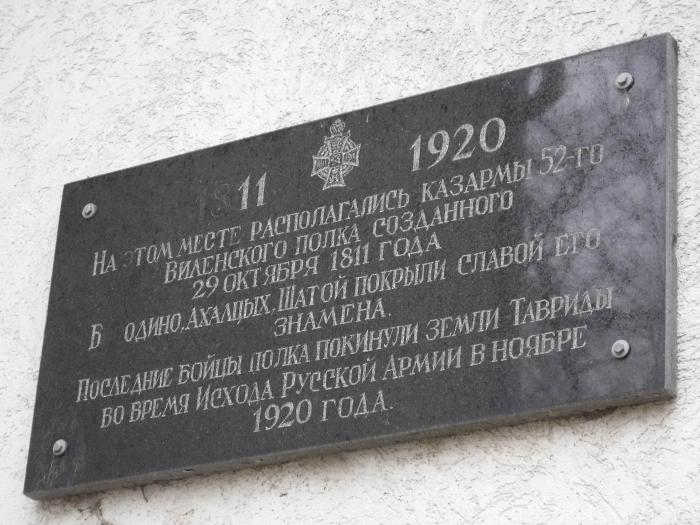 1811 1920
На этом месте располагались казармы 52-го
Виленского полка созданного
29 октября 1811 года
Б одино, Ахалцых, Шатой покрыли славой его
знамена.
Последние бойцы полка покинули земли Тавриды
во время Исхода Русской Армии в ноябре
1920 года.